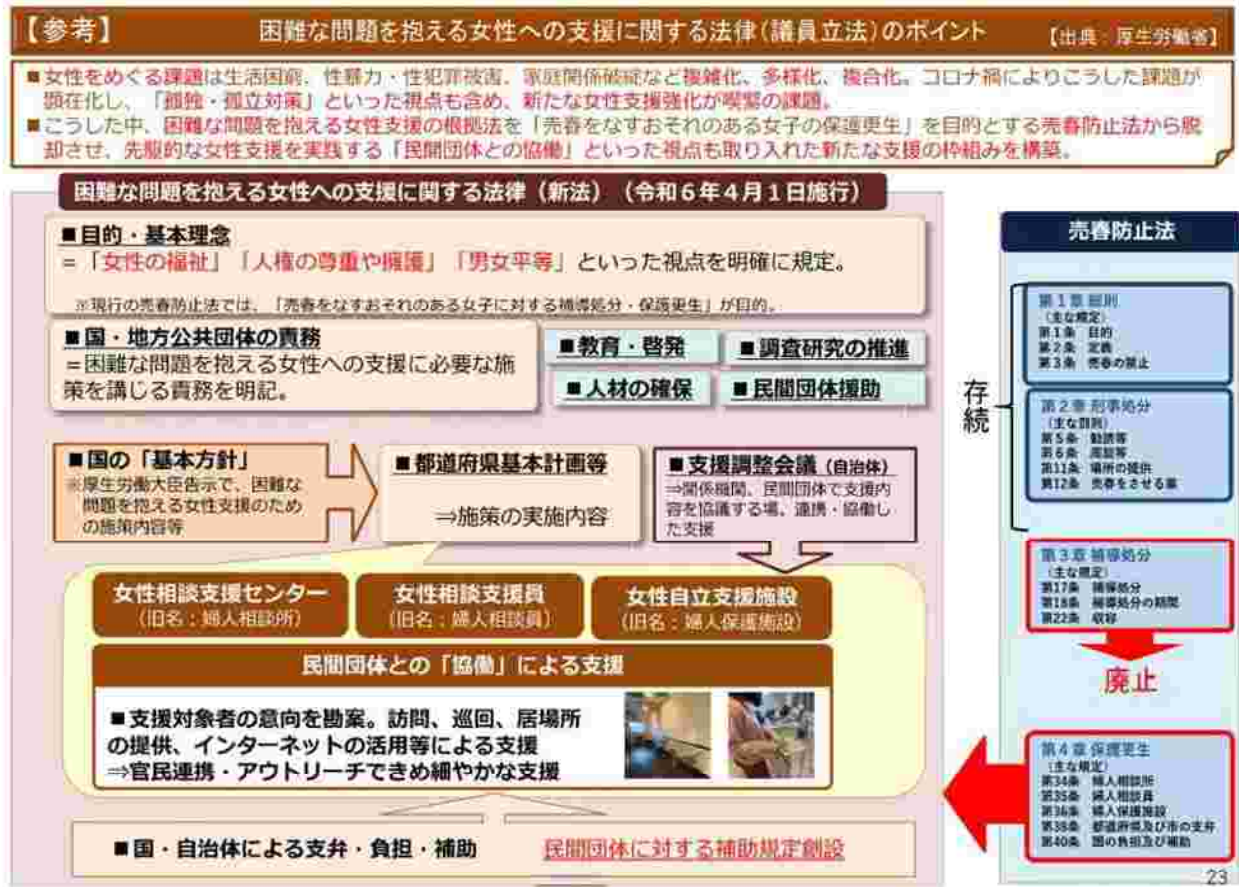 【参考】 困難な問題を抱える女性への支援に関する法律(議員立法)のポイント 【出典:厚生労働省】
■女性をめぐる課題は生活困窮、性暴力・性犯罪被害、家庭関係破綻など複雑化、多様化、複合化。コロナ禍によりこうした課題が
顕在化し、「孤独・孤立対策」といった視点も含め、新たな女性支援強化が喫緊の課題。
■こうした中、困難な問題を抱える女性支援の根拠法を「売春をなすおそれのある女子の保護更生」を目的とする売春防止法から脱
却させ、先駆的な女性支援を実践する「民間団体との協働」といった視点も取り入れた新たな支援の枠組みを構築。
困難な問題を抱える女性への支援に関する法律(新法)(令和6年4月1日施行)
■目的・基本理念
=「女性の福祉」「人権の尊重や擁護」「男女平等」といった視点を明確に規定。
※現行の売春防止法では、「売春をなすおそれのある女子に対する補導処分・保護更生」が目的。
■国・地方公共団体の責務
=困難な問題を抱える女性への支援に必要な施
策を講じる責務を明記。
■教育・啓発
■調査研究の推進
■人材の確保
■民間団体援助
■国の「基本方針」
※厚生労働大臣告示で、困難な
問題を抱える女性支援のため
の施策内容等
■都道府県基本計画等
⇒施策の実施内容
■支援調整会議(自治体)
⇒関係機関、民間団体で支援内
容を協議する場、連携・協働し
た支援
女性相談支援センター
(旧名:婦人相談所)
女性相談支援員
(旧名:婦人相談員)
女性自立支援施設
(旧名:婦人保護施設)
民間団体との「協働」による支援
■支援対象者の意向を勘案。訪問、巡回、居場所
の提供、インターネットの活用等による支援
⇒官民連携・アウトリーチできめ細やかな支援
■国・自治体による支弁・負担・補助 民間団体に対する補助規定創設
売春防止法
存続
第1章 総則
(主な規定)
第1条 目的
第2条 定義
第3条 売春の禁止
第2章 刑事処分
(主な罰則)
第5条 勧誘等
第6条 周旋等
第11条 場所の提供
第12条 売春をさせる業
第3章 補導処分
(主な規定)
第17条 補導処分
第18条 補導処分の期間
第22条 収容
廃止
第4章 保護更生
(主な規定)
第34条 婦人相談所
第35条 婦人相談員
第36条 婦人保護施設
第38条 都道府県及び市の支弁
第40条 国の負担及び補助
23